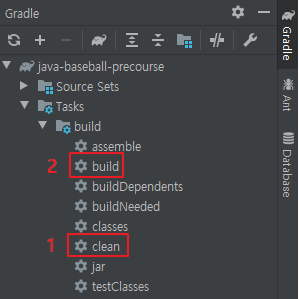 Gradle
java-baseball-precourse
Source Sets
Tasks
build
assemble
2 build
buildDependents
buildNeeded
classes
1 clean
jar
testClasses
Gradle
Ant
Database